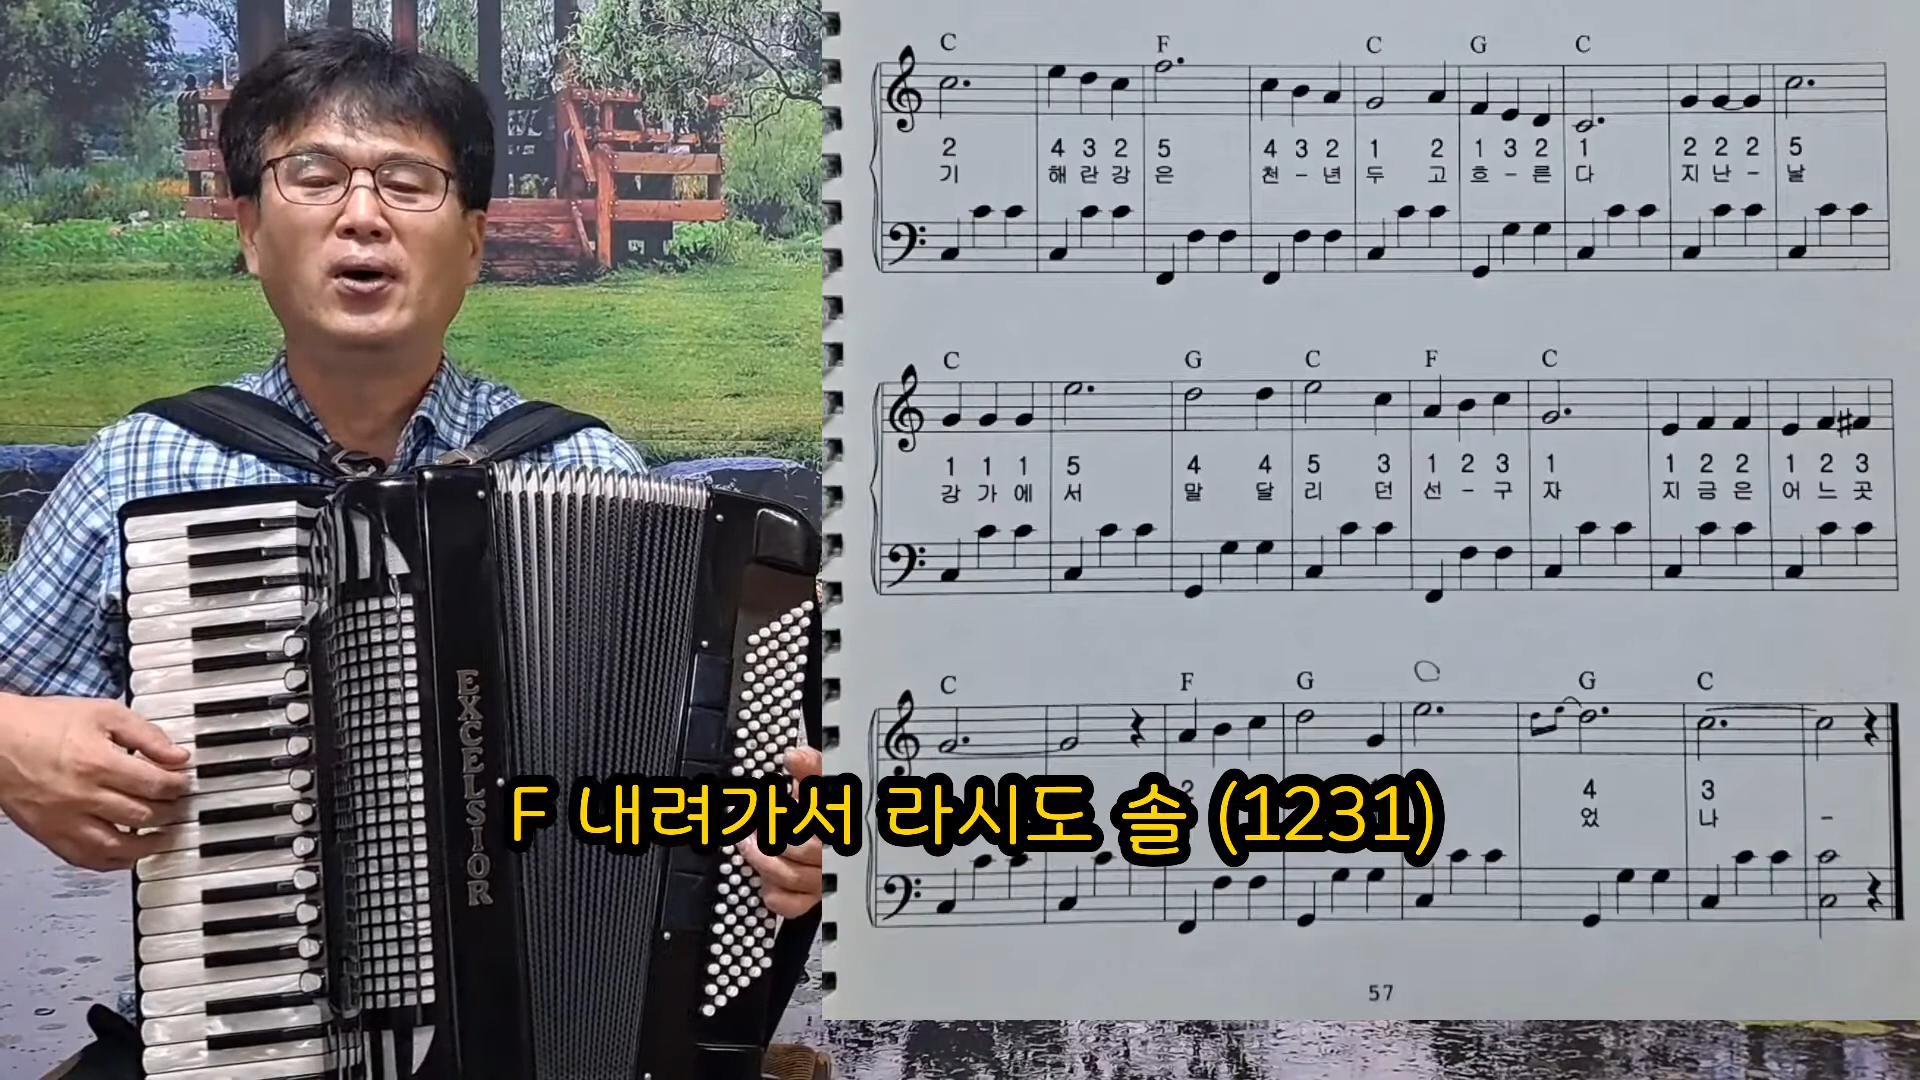 C F C G C
2 4 3 2 5 4 3 2 1 2 1 3 2 1 2 2 2 5
기 해 란 강 은 천 - 년 두 고 흐 - 른 다 지 난 - 날
C G C F C
1 1 1 5 4 4 5 3 1 2 3 1 1 2 2 1 2 3
강 가 에 서 말 달 리 던 선 - 구 자 지 금 은 어 느 곳
C F G C G C
4 3
었 나 -
F 내려가서 라시도 솔 (1231)
EXCELSIOR
57